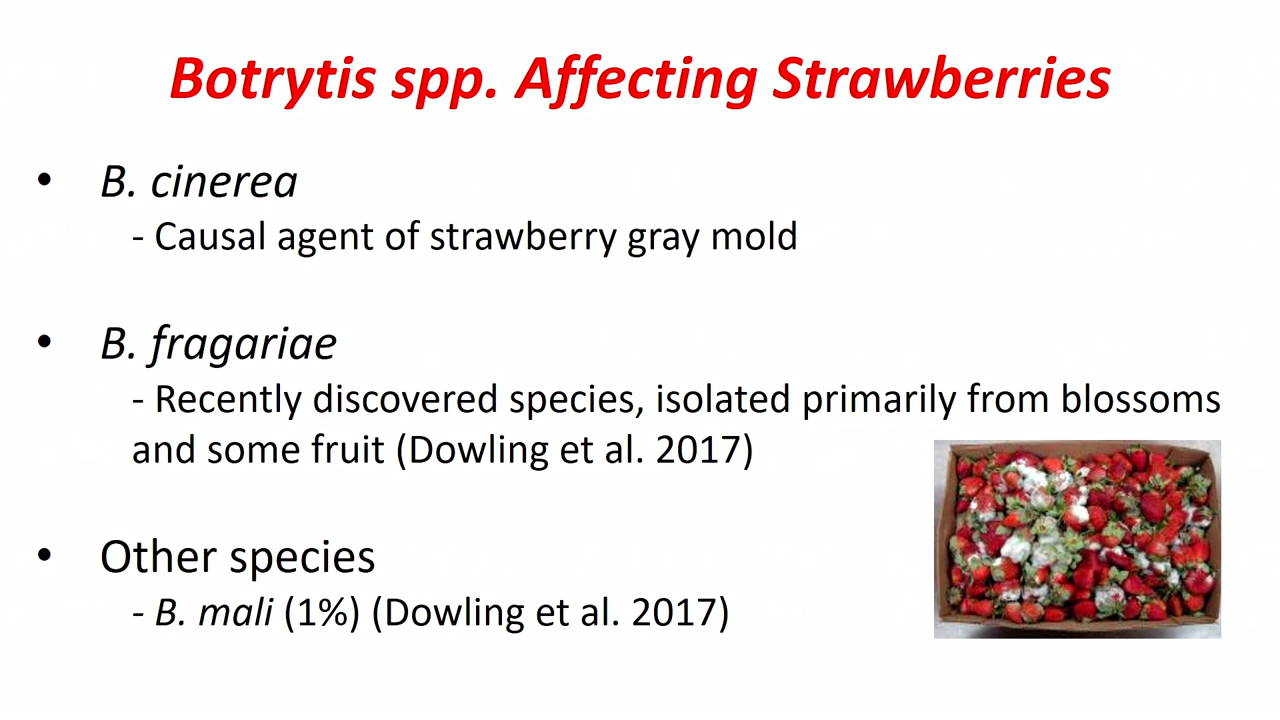 Botrytis spp. Affecting Strawberries
• B. cinerea
- Causal agent of strawberry gray mold
• B. fragariae
- Recently discovered species, isolated primarily from blossoms
and some fruit (Dowling et al. 2017)
• Other species
- B. mali (1%) (Dowling et al. 2017)